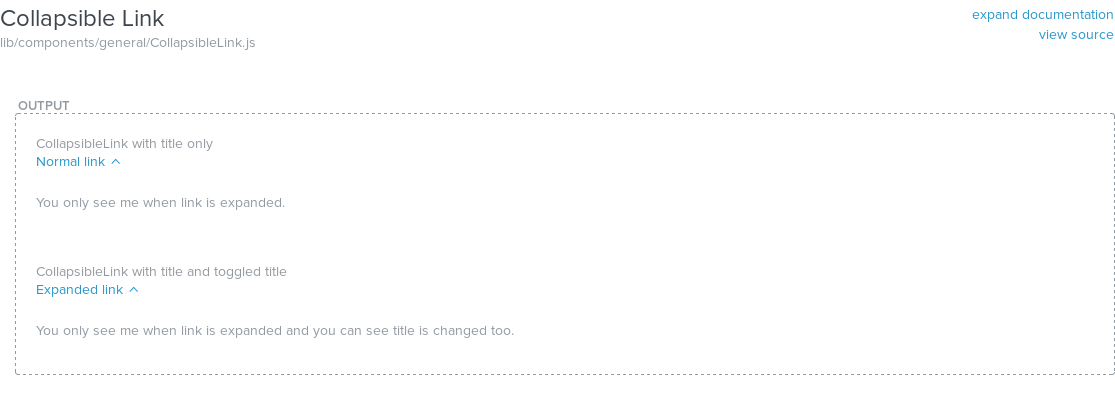 Collapsible Link
expand documentation
lib/components/general/CollapsibleLink.js
view source
OUTPUT
CollapsibleLink with title only
Normal link
You only see me when link is expanded.
CollapsibleLink with title and toggled title
Expanded link
You only see me when link is expanded and you can see title is changed too.